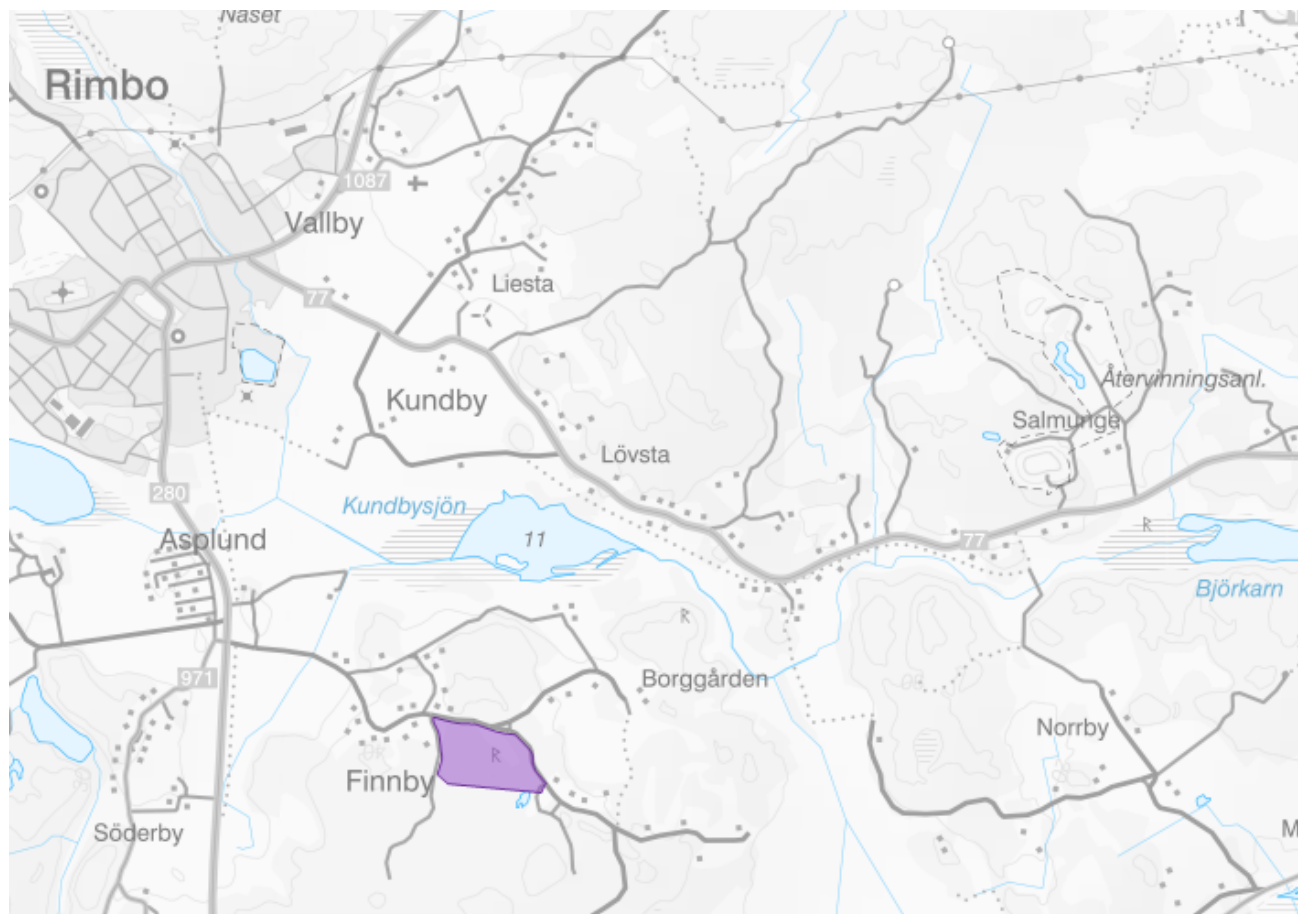 Näset
Rimbo
1087
Vallby
Liesta
77
Kundby
Återvinningsanl.
Salmunge
Lövsta
280
Kundbysjön
11
Asplund
77
R
Björkarn
R
971
Borggården
Norrby
R
Finnby
Söderby
M